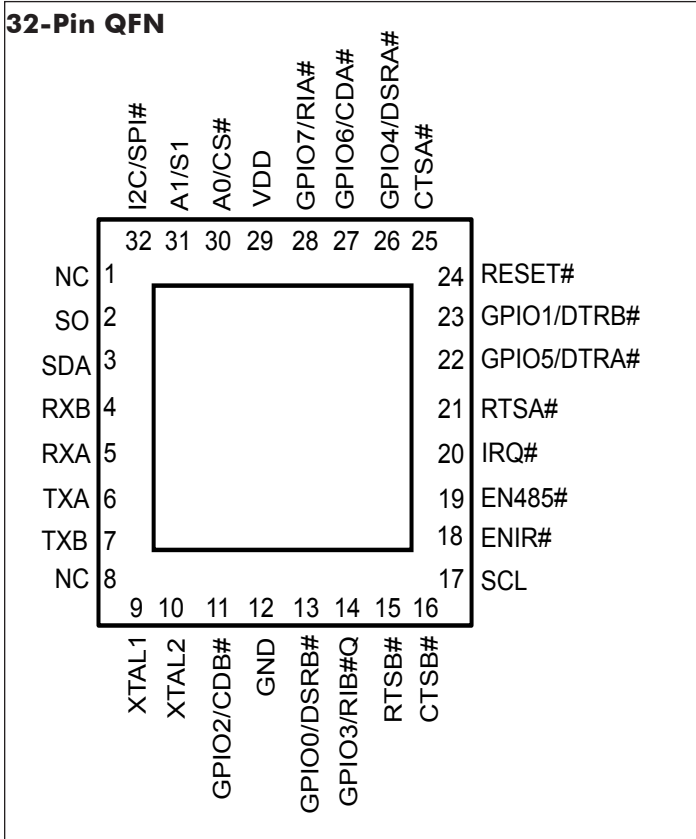 32-Pin QFN
I2C/SPI#
A1/S1
A0/CS#
VDD
GPIO7/RIA#
GPIO6/CDA#
GPIO4/DSRA#
CTSA#
32 31 30 29 28 27 26 25
NC 1
SO 2
SDA 3
RXB 4
RXA 5
TXA 6
TXB 7
NC 8
24 RESET#
23 GPIO1/DTRB#
22 GPIO5/DTRA#
21 RTSA#
20 IRQ#
19 EN485#
18 ENIR#
17 SCL
9 10 11 12 13 14 15 16
XTAL1
XTAL2
GPIO2/CDB#
GND
GPIO0/DSRB#
GPIO3/RIB#Q
RTSB#
CTSB#